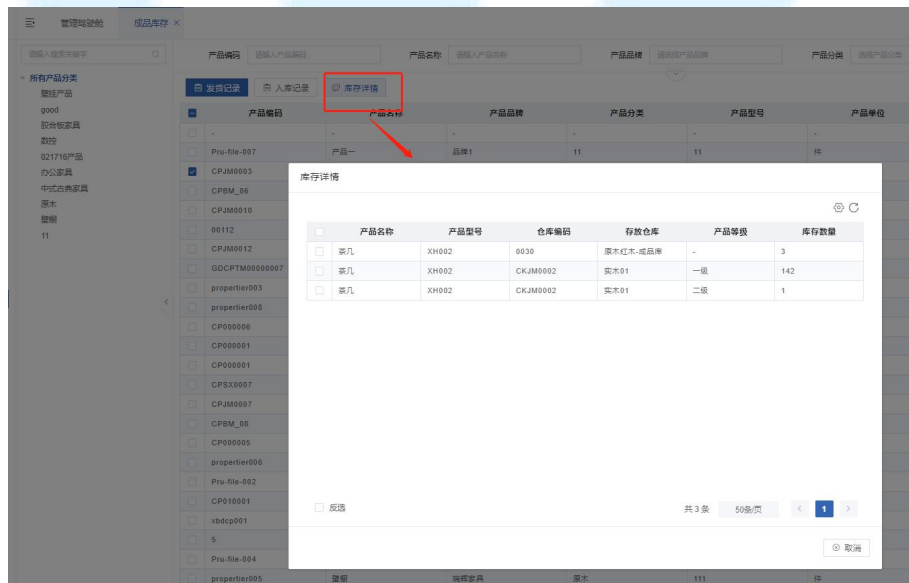 管理驾驶舱 成品库存 ×
请输入搜索关键字 产品编码 请输入产品编码 产品名称 请输入产品名称 产品品牌 请选择产品品牌 产品分类 选择产品分类
所有产品分类
壁挂产品
good
胶合板家具
数控
021716产品
办公家具
中式古典家具
原木
壁橱
11
发货记录 入库记录 库存详情
产品编码 产品名称 产品品牌 产品分类 产品型号 产品单位
- - - - - -
Pru-file-007 产品一 品牌1 11 11 件
CPJM0003
CPBM_06
CPJM0010
00112
CPJM0012
GDCPTM00000007
propertier003
propertier008
CP000006
CP000001
CP000001
CPSX0007
CPJM0007
CPBM_08
CP000005
propertier006
Pru-file-002
CP010001
xbdcp001
5
Pru-file-004
propertier005 壁橱 瑞辉家具 原木 111 件
库存详情
产品名称 产品型号 仓库编码 存放仓库 产品等级 库存数量
茶几 XH002 0030 原木红木-成品库 - 3
茶几 XH002 CKJM0002 实木01 一级 142
茶几 XH002 CKJM0002 实木01 二级 1
反选 共 3 条 50条/页 < 1 >
取消